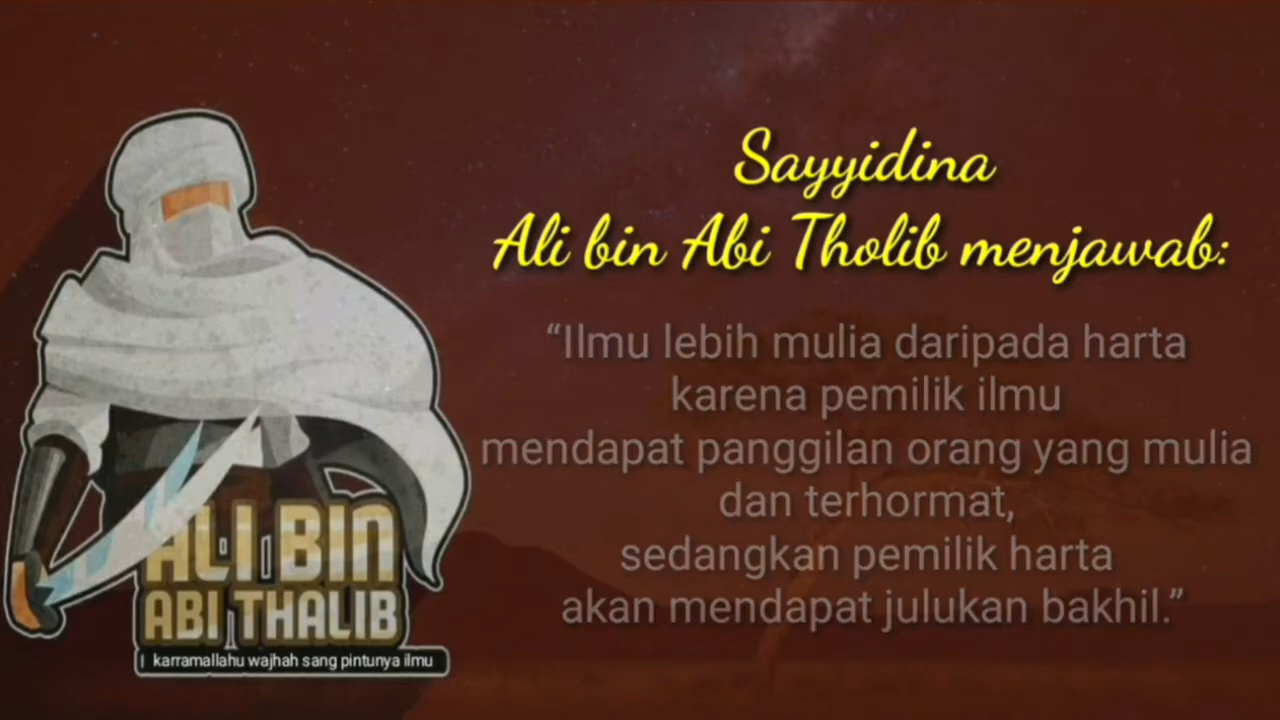 Sayyidina
Ali bin Abi Tholib menjawab:
“Ilmu lebih mulia daripada harta
karena pemilik ilmu
mendapat panggilan orang yang mulia
dan terhormat,
sedangkan pemilik harta
akan mendapat julukan bakhil.”
ALI BIN
ABI THALIB
karramallahu wajhah sang pintunya ilmu